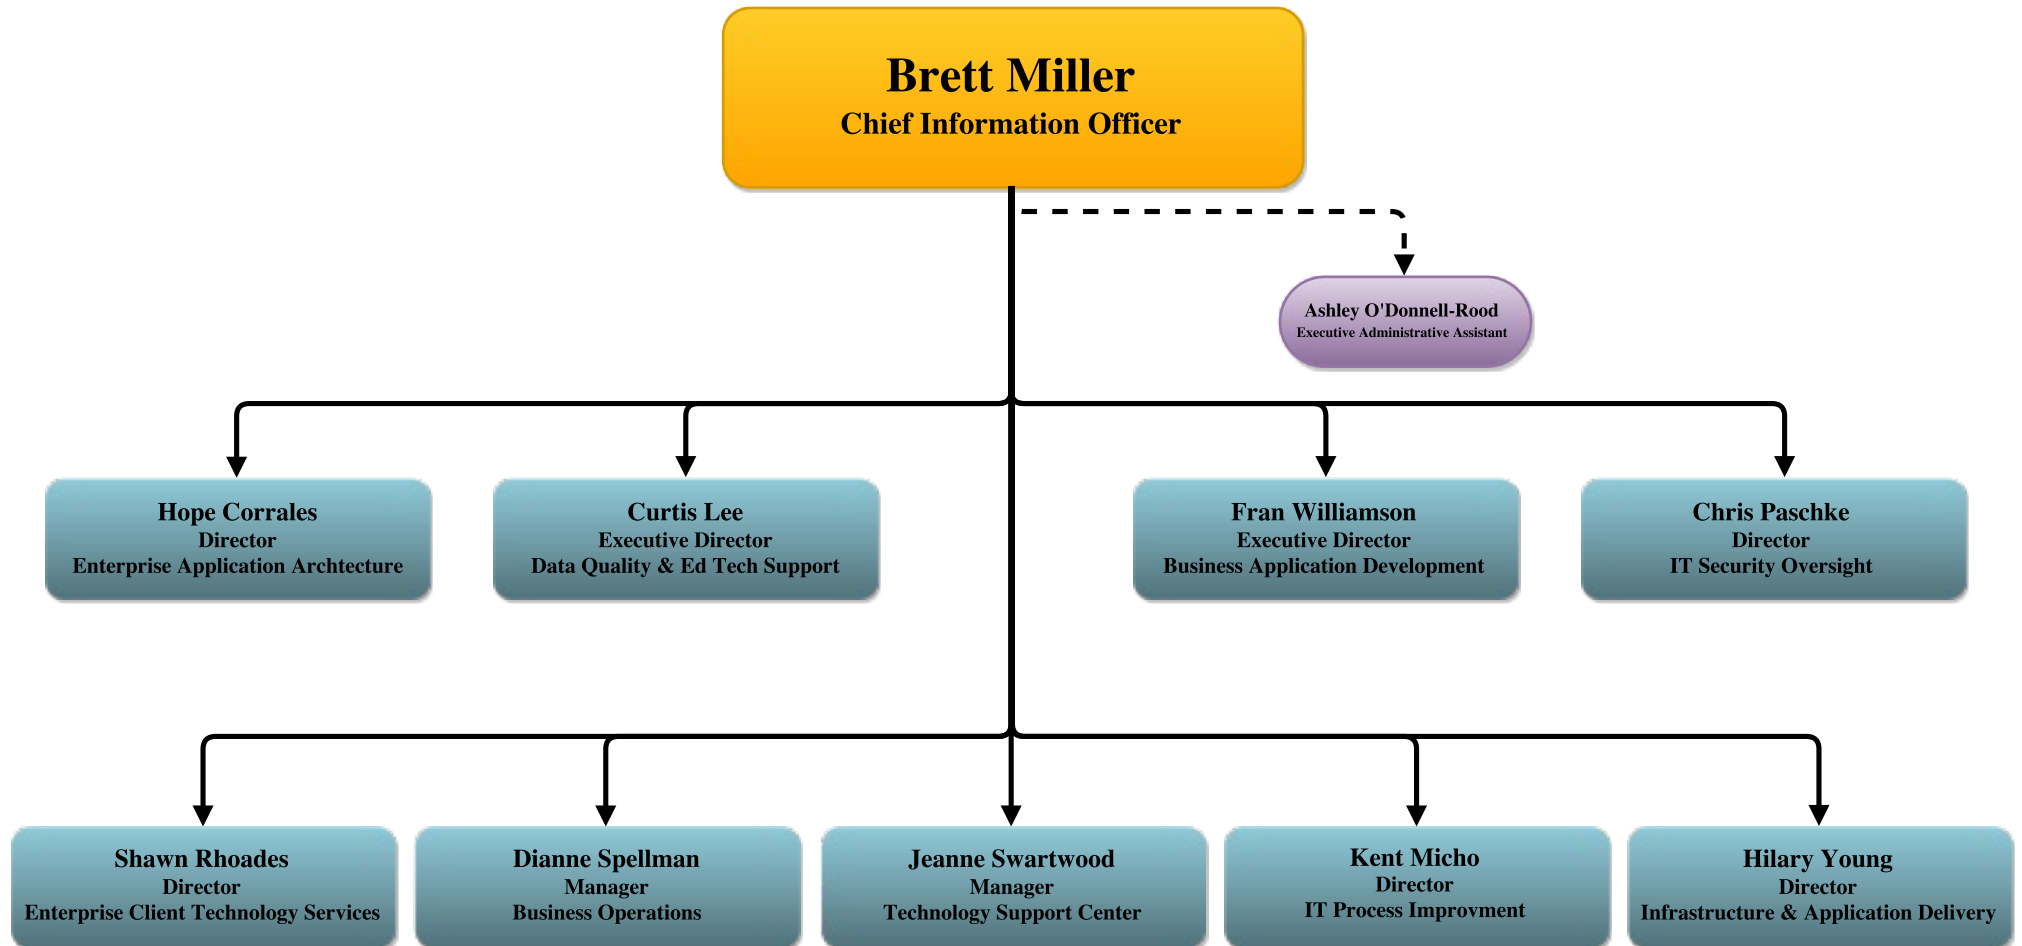 Brett Miller
Chief Information Officer
Ashley O'Donnell-Rood
Executive Administrative Assistant
Hope Corrales
Director
Enterprise Application Archtecture
Curtis Lee
Executive Director
Data Quality & Ed Tech Support
Fran Williamson
Executive Director
Business Application Development
Chris Paschke
Director
IT Security Oversight
Shawn Rhoades
Director
Enterprise Client Technology Services
Dianne Spellman
Manager
Business Operations
Jeanne Swartwood
Manager
Technology Support Center
Kent Micho
Director
IT Process Improvment
Hilary Young
Director
Infrastructure & Application Delivery